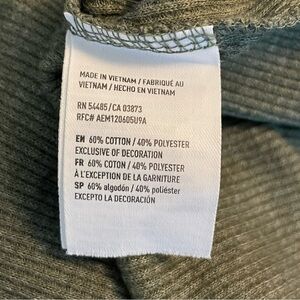 MADE IN VIETNAM / FABRIQUÉ AU
VIETNAM / HECHO EN VIETNAM
RN 54485/CA 03873
RFC# AEM120605U9A
EN 60% COTTON / 40% POLYESTER
EXCLUSIVE OF DECORATION
FR 60% COTON / 40% POLYESTER
À L'EXCEPTION DE LA GARNITURE
SP 60% algodón / 40% poliéster
EXCEPTO LA DECORACIÓN